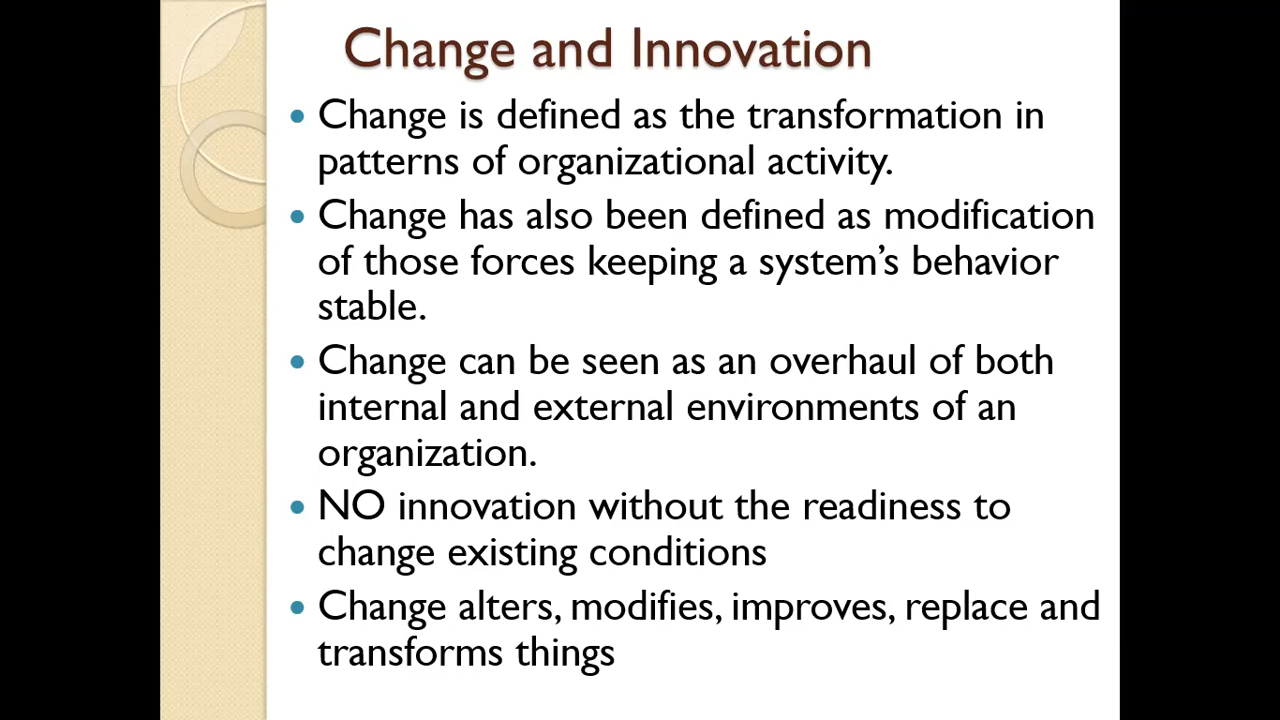 Change and Innovation
• Change is defined as the transformation in
patterns of organizational activity.
• Change has also been defined as modification
of those forces keeping a system’s behavior
stable.
• Change can be seen as an overhaul of both
internal and external environments of an
organization.
• NO innovation without the readiness to
change existing conditions
• Change alters, modifies, improves, replace and
transforms things